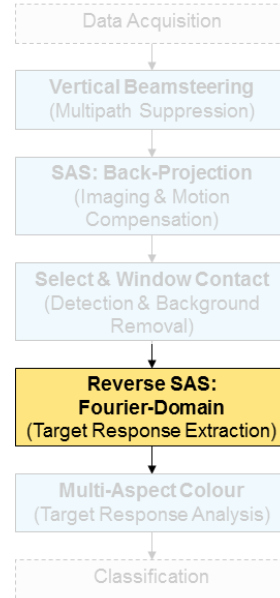 Data Acquisition
Vertical Beamsteering
(Multipath Suppression)
SAS: Back-Projection
(Imaging & Motion
Compensation)
Select & Window Contact
(Detection & Background
Removal)
Reverse SAS:
Fourier-Domain
(Target Response Extraction)
Multi-Aspect Colour
(Target Response Analysis)
Classification